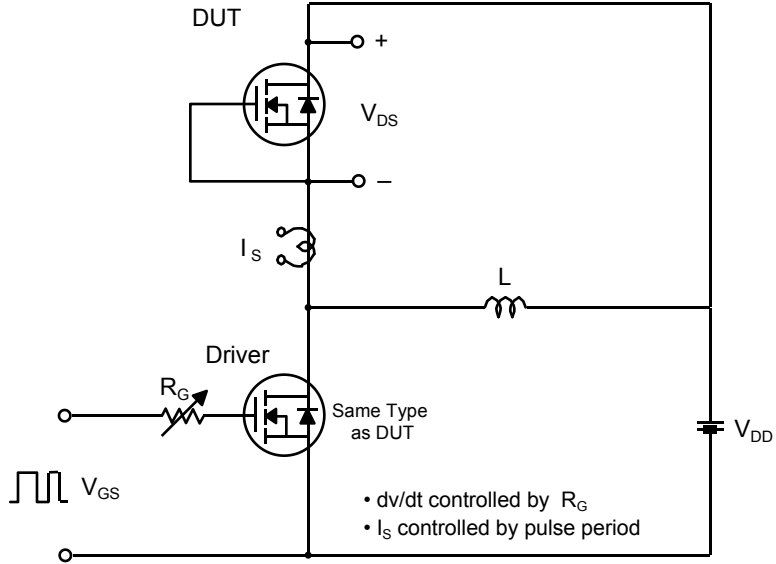 DUT
+
V_DS
–
I_S
L
Driver
R_G
Same Type
as DUT
V_DD
V_GS
• dv/dt controlled by R_G
• I_S controlled by pulse period